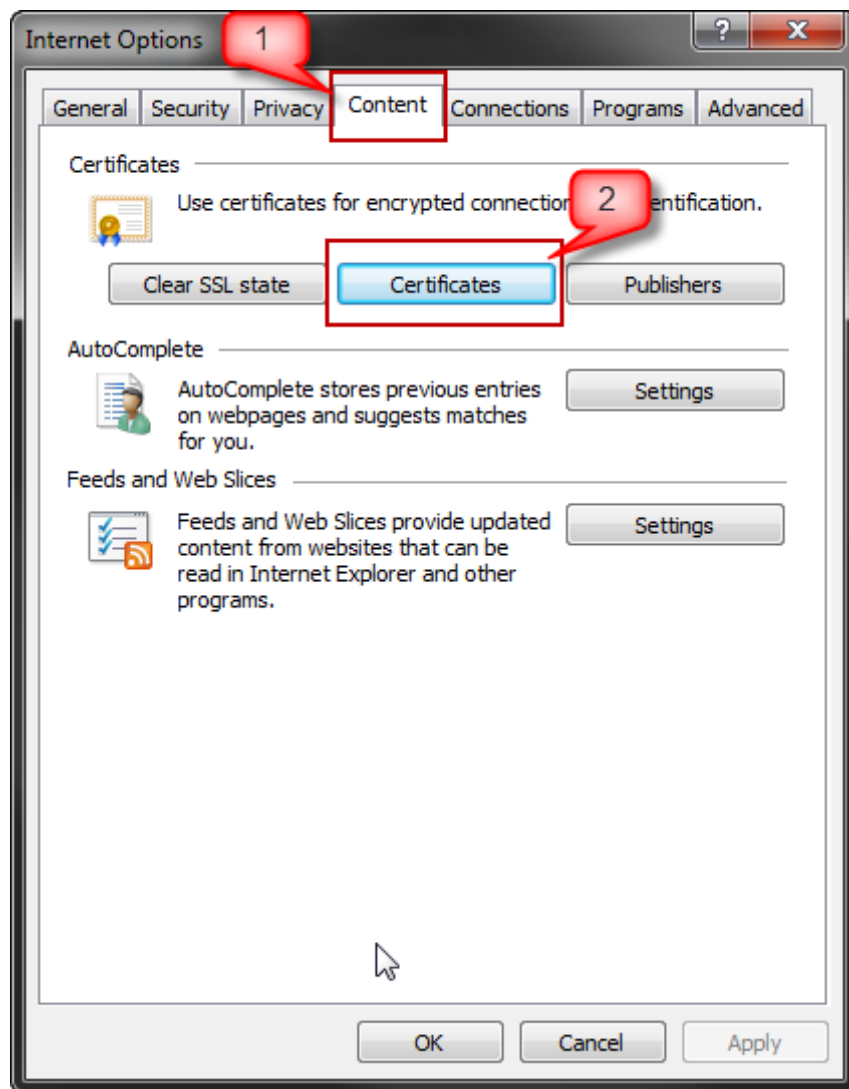 Internet Options
1
?
X
General Security Privacy Content Connections Programs Advanced
Certificates
Use certificates for encrypted
2
Clear SSL state Certificates Publishers
AutoComplete
AutoComplete stores previous entries
on webpages and suggests matches
for you.
Settings
Feeds and Web Slices
Feeds and Web Slices provide updated
content from websites that can be
read in Internet Explorer and other
programs.
Settings
OK Cancel Apply